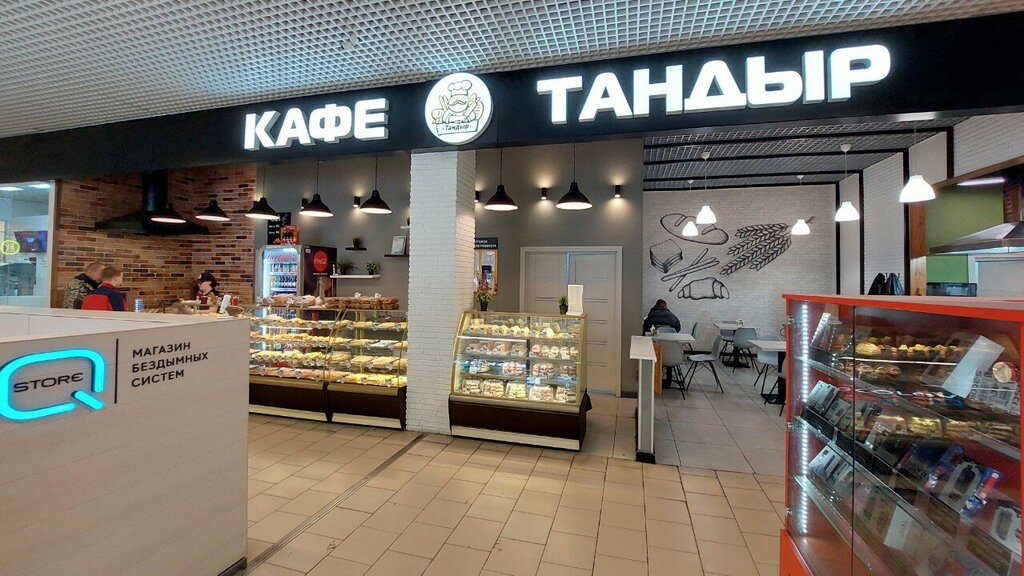 КАФЕ
Тандыр
ТАНДЫР
STORE
МАГАЗИН
БЕЗДЫМНЫХ
СИСТЕМ